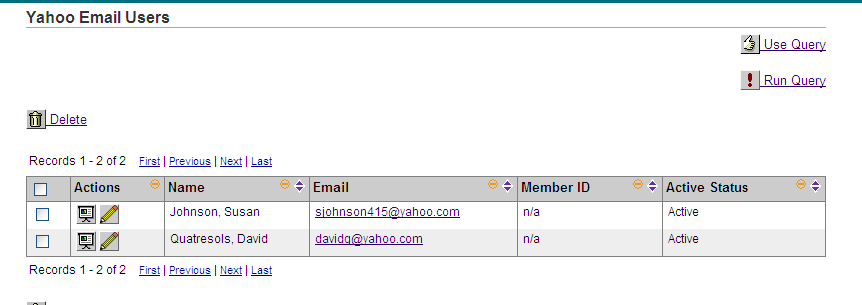 Yahoo Email Users
Use Query
Run Query
Delete
Records 1 - 2 of 2 First | Previous | Next | Last
Actions Name Email Member ID Active Status
Johnson, Susan sjohnson415@yahoo.com n/a Active
Quatresols, David davidq@yahoo.com n/a Active
Records 1 - 2 of 2 First | Previous | Next | Last